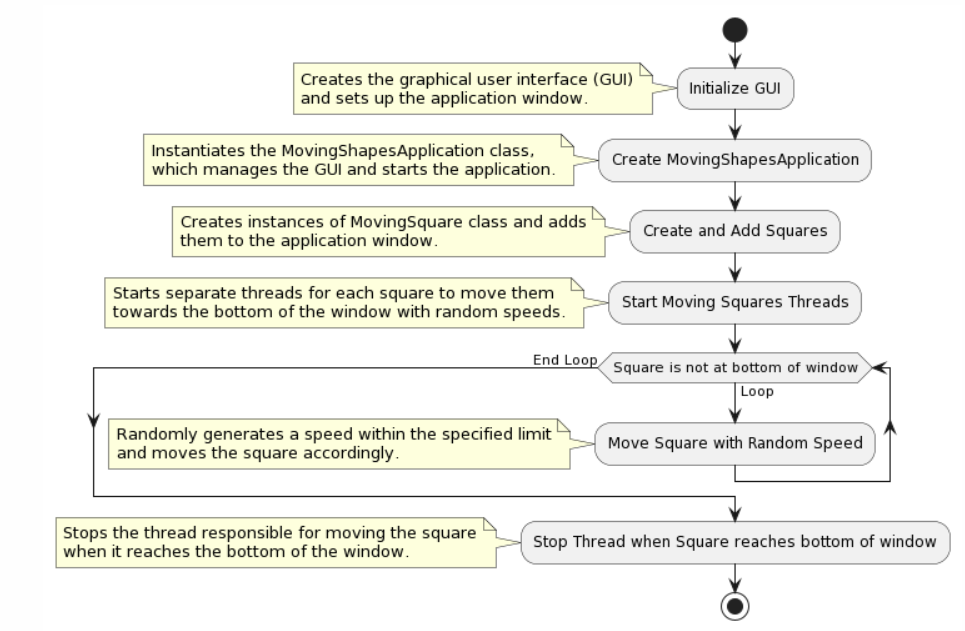 Creates the graphical user interface (GUI)
and sets up the application window.
Initialize GUI
Instantiates the MovingShapesApplication class,
which manages the GUI and starts the application.
Create MovingShapesApplication
Creates instances of MovingSquare class and adds
them to the application window.
Create and Add Squares
Starts separate threads for each square to move them
towards the bottom of the window with random speeds.
Start Moving Squares Threads
End Loop
Square is not at bottom of window
Loop
Randomly generates a speed within the specified limit
and moves the square accordingly.
Move Square with Random Speed
Stops the thread responsible for moving the square
when it reaches the bottom of the window.
Stop Thread when Square reaches bottom of window